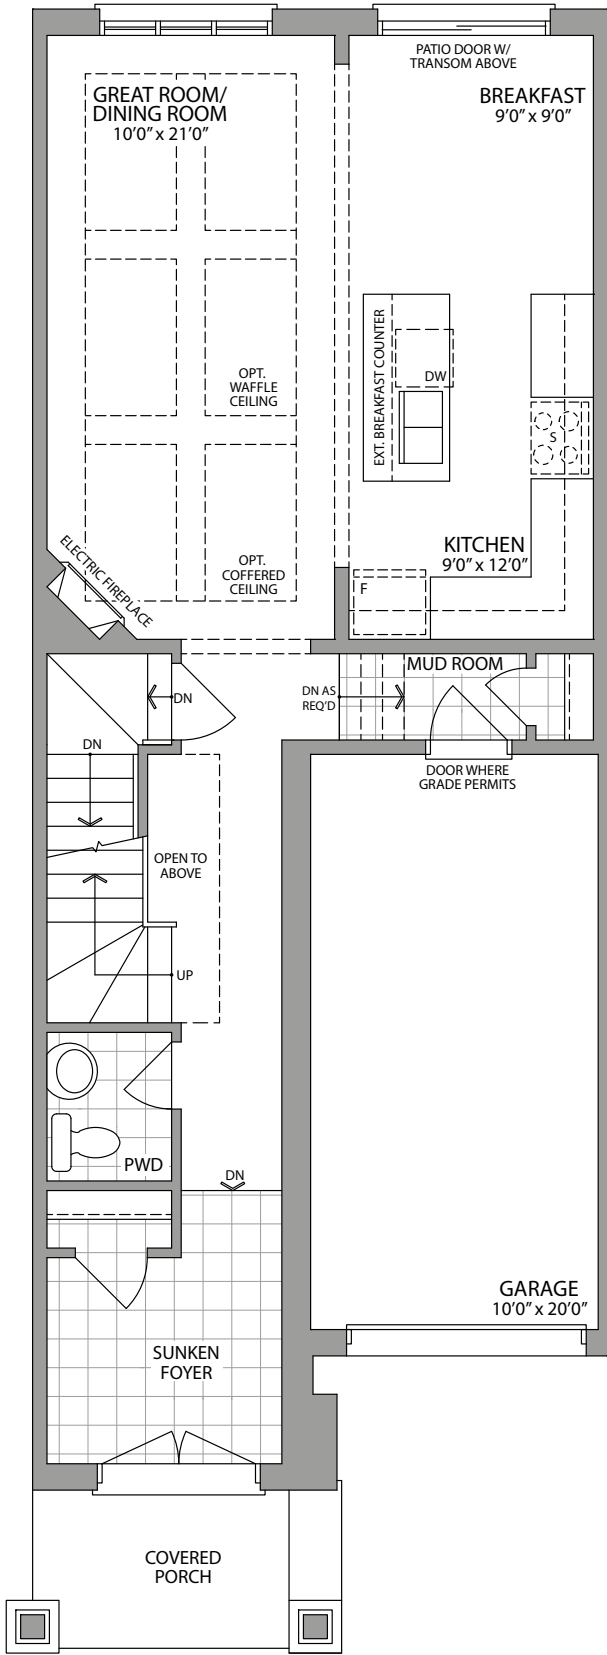 PATIO DOOR W/
TRANSOM ABOVE
GREAT ROOM/
DINING ROOM
10'0" x 21'0"
BREAKFAST
9'0" x 9'0"
EXT. BREAKFAST COUNTER
DW
OPT.
WAFFLE
CEILING
S
ELECTRIC FIREPLACE
OPT.
COFFERED
CEILING
KITCHEN
9'0" x 12'0"
F
MUD ROOM
DN
DN AS
REQ'D
DN
DOOR WHERE
GRADE PERMITS
OPEN TO
ABOVE
UP
PWD
DN
GARAGE
10'0" x 20'0"
SUNKEN
FOYER
COVERED
PORCH